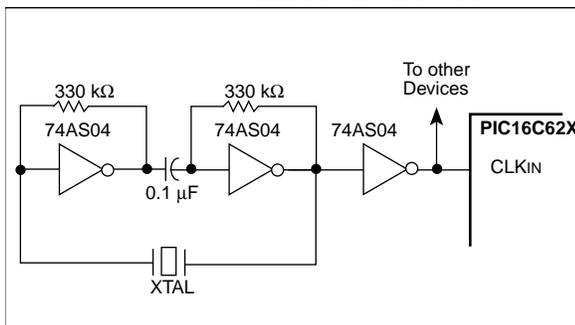 To other
Devices
330 kΩ
330 kΩ
74AS04
74AS04
74AS04
PIC16C62X
CLKIN
0.1 µF
XTAL